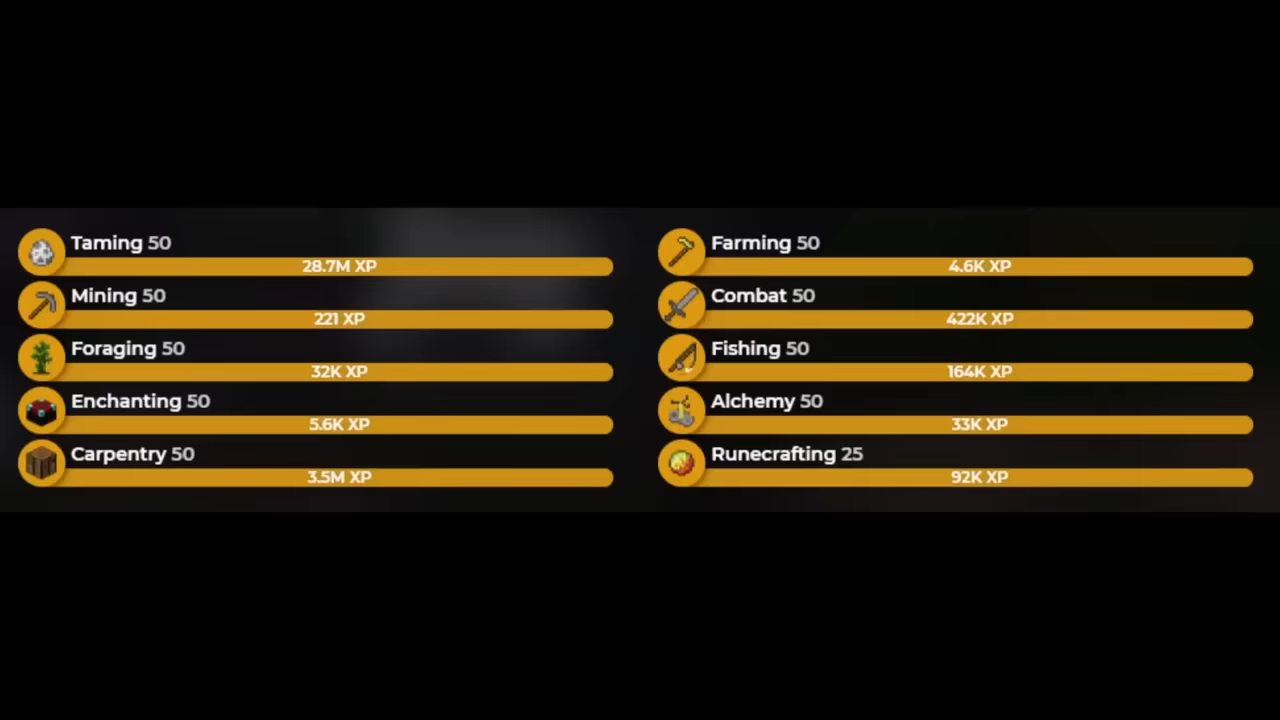 Taming 50
28.7M XP
Mining 50
221 XP
Foraging 50
32K XP
Enchanting 50
5.6K XP
Carpentry 50
3.5M XP
Farming 50
4.6K XP
Combat 50
422K XP
Fishing 50
164K XP
Alchemy 50
33K XP
Runecrafting 25
92K XP